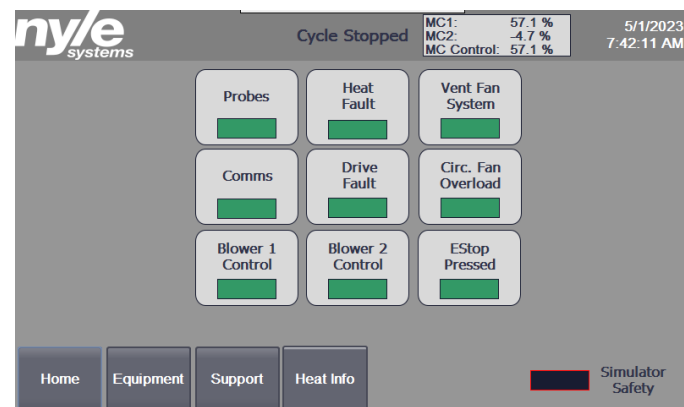 nyle
systems
Cycle Stopped
MC1: 57.1 %
MC2: -4.7 %
MC Control: 57.1 %
5/1/2023
7:42:11 AM
Probes
Heat
Fault
Vent Fan
System
Comms
Drive
Fault
Circ. Fan
Overload
Blower 1
Control
Blower 2
Control
EStop
Pressed
Home
Equipment
Support
Heat Info
Simulator
Safety